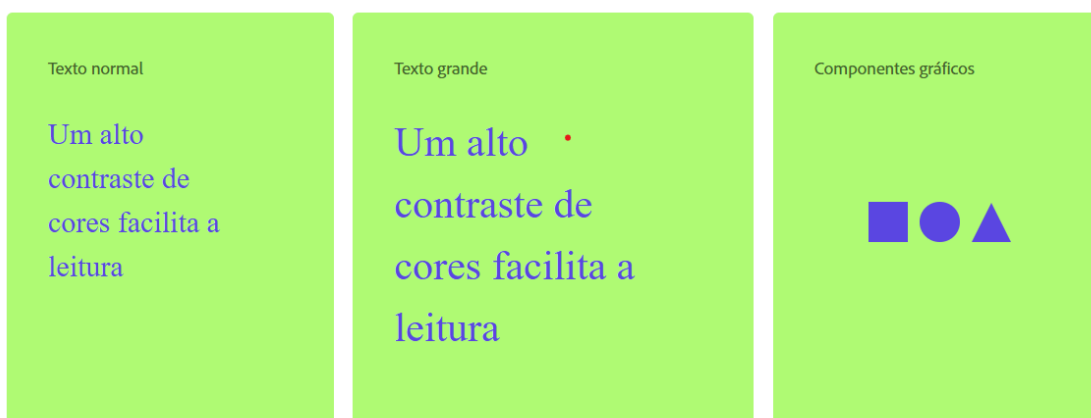 Texto normal
Um alto
contraste de
cores facilita a
leitura
Texto grande
Um alto
contraste de
cores facilita a
leitura
Componentes gráficos